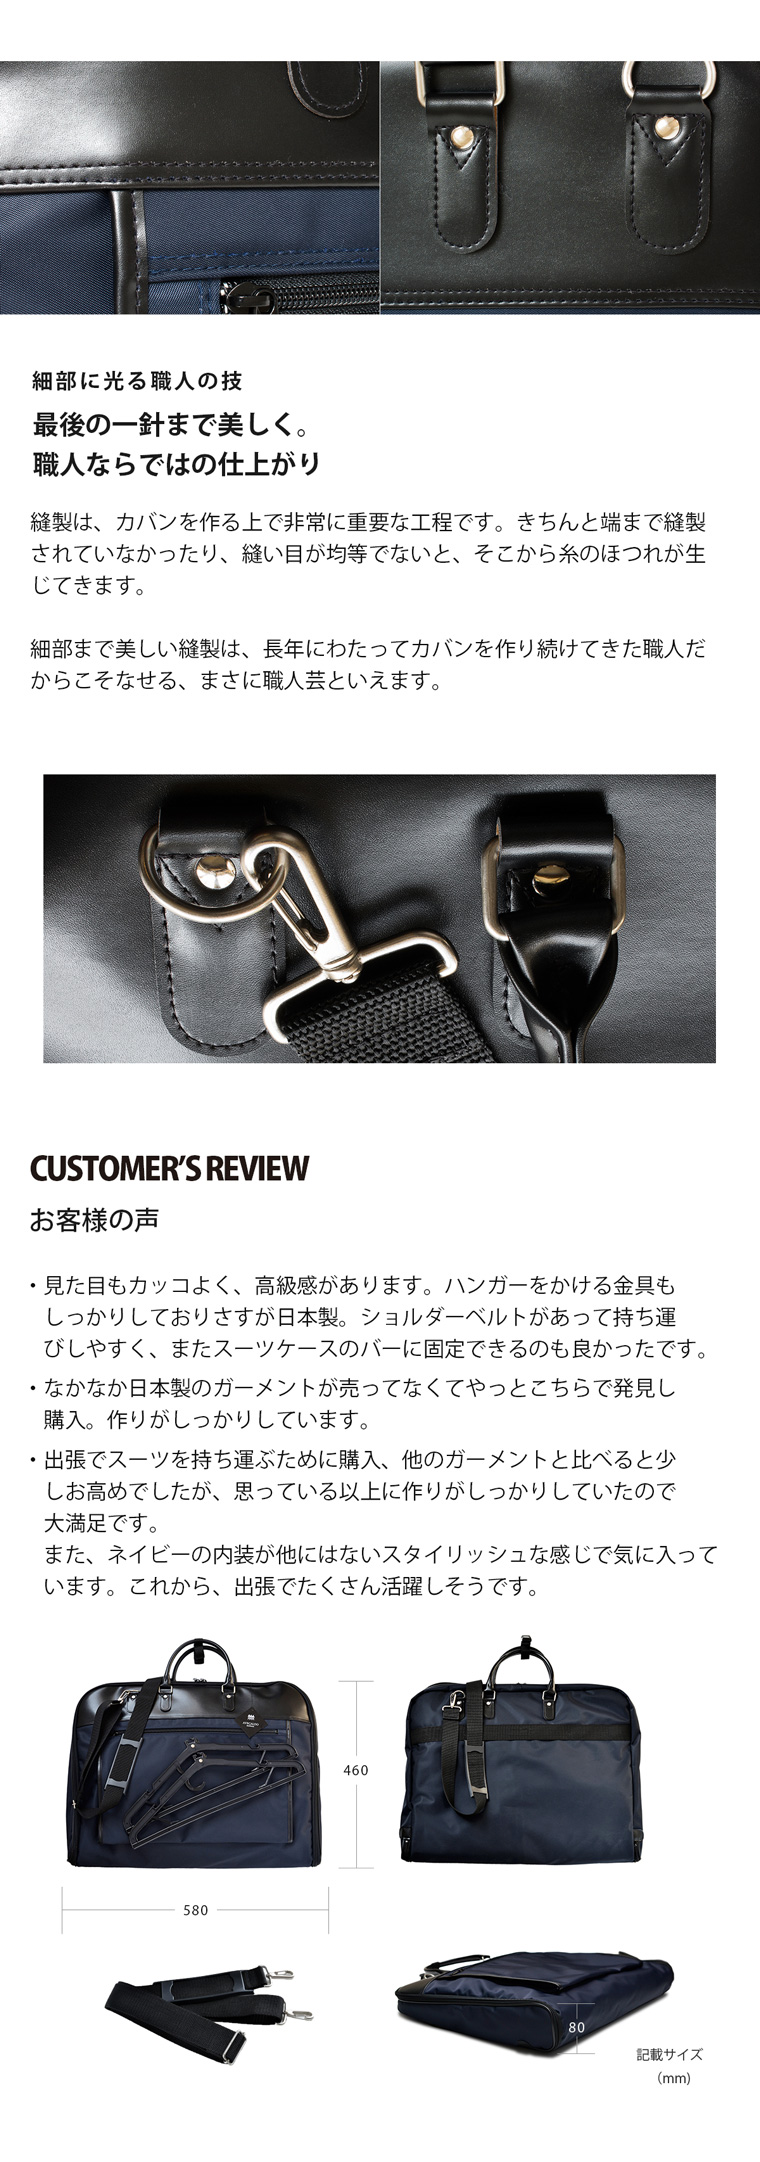 細部に光る職人の技
最後の一針まで美しく。
職人ならではの仕上がり
縫製は、カバンを作る上で非常に重要な工程です。きちんと端まで縫製
されていなかったり、縫い目が均等でないと、そこから糸のほつれが生
じてきます。
細部まで美しい縫製は、長年にわたってカバンを作り続けてきた職人だ
からこそなせる、まさに職人芸といえます。
CUSTOMER'S REVIEW
お客様の声
・見た目もカッコよく、高級感があります。ハンガーをかける金具も
しっかりしておりさすが日本製。ショルダーベルトがあって持ち運
びしやすく、またスーツケースのバーに固定できるのも良かったです。
・なかなか日本製のガーメントが売ってなくてやっとこちらで発見し
購入。作りがしっかりしています。
・出張でスーツを持ち運ぶために購入、他のガーメントと比べると少
しお高めでしたが、思っている以上に作りがしっかりしていたので
大満足です。
また、ネイビーの内装が他にはないスタイリッシュな感じで気に入って
います。これから、出張でたくさん活躍しそうです。
460
580
80
記載サイズ
（mm）